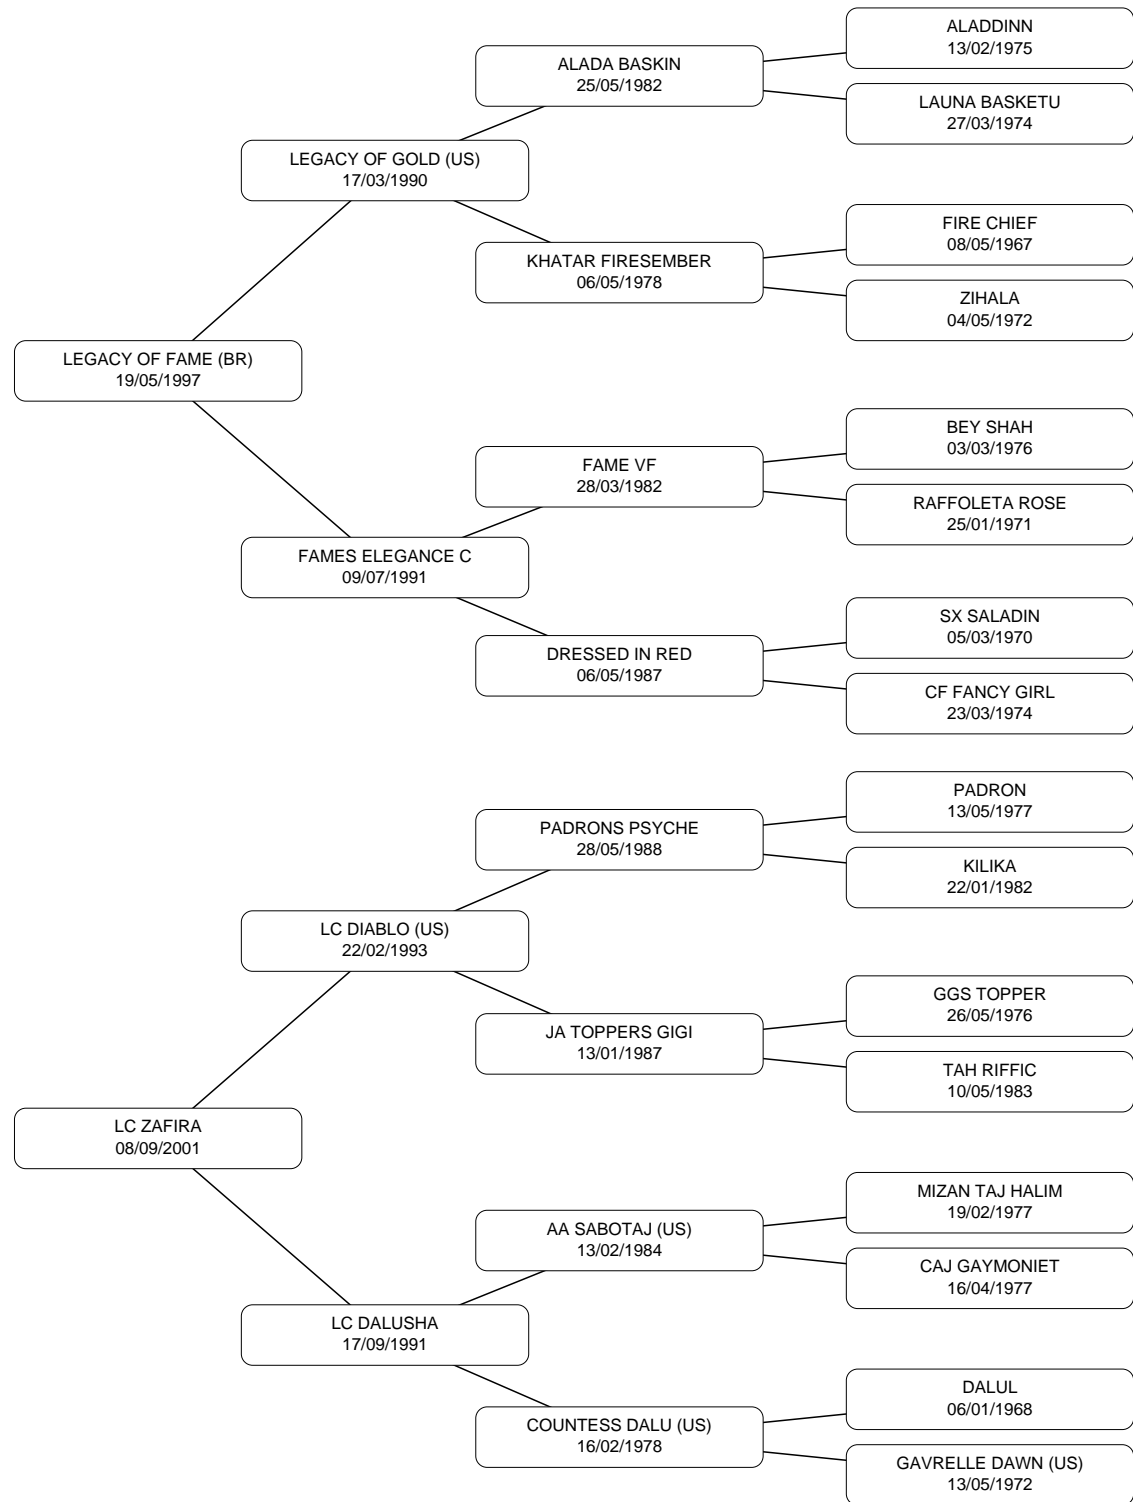 ALADDINN
13/02/1975
ALADA BASKIN
25/05/1982
LAUNA BASKETU
27/03/1974
LEGACY OF GOLD (US)
17/03/1990
FIRE CHIEF
08/05/1967
KHATAR FIRESEMBER
06/05/1978
ZIHALA
04/05/1972
LEGACY OF FAME (BR)
19/05/1997
BEY SHAH
03/03/1976
FAME VF
28/03/1982
RAFFOLETA ROSE
25/01/1971
FAMES ELEGANCE C
09/07/1991
SX SALADIN
05/03/1970
DRESSED IN RED
06/05/1987
CF FANCY GIRL
23/03/1974
PADRON
13/05/1977
PADRONS PSYCHE
28/05/1988
KILIKA
22/01/1982
LC DIABLO (US)
22/02/1993
GGS TOPPER
26/05/1976
JA TOPPERS GIGI
13/01/1987
TAH RIFFIC
10/05/1983
LC ZAFIRA
08/09/2001
MIZAN TAJ HALIM
19/02/1977
AA SABOTAJ (US)
13/02/1984
CAJ GAYMONIET
16/04/1977
LC DALUSHA
17/09/1991
DALUL
06/01/1968
COUNTESS DALU (US)
16/02/1978
GAVRELLE DAWN (US)
13/05/1972